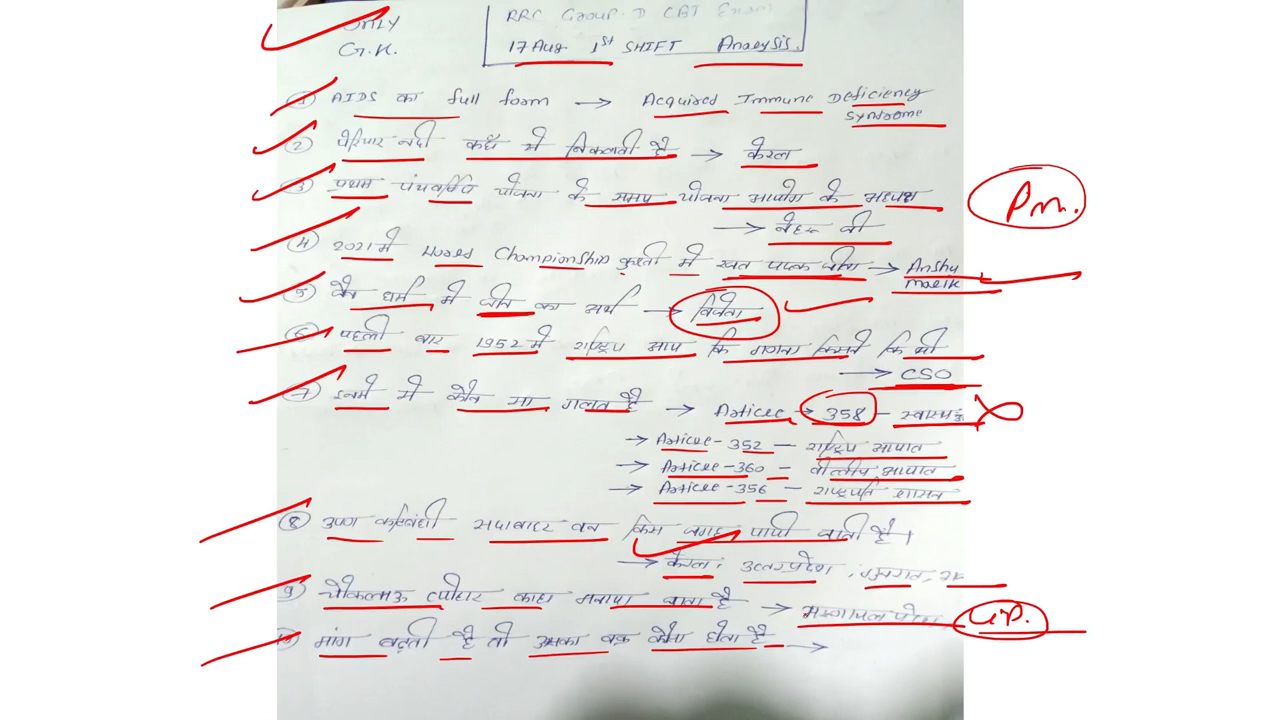 ONLY
G.K.
RRC Group-D CBT Exam
17 Aug 1st SHIFT Analysis.
① AIDS का full form → Acquired Immune Deficiency
Syndrome
② पेरियार नदी कहाँ से निकलती है → केरल
③ प्रथम पंचवर्षीय योजना के समय योजना आयोग के अध्यक्ष
→ नेहरू जी
Pm.
④ 2021 में World Championship कुश्ती में रजत पदक जीता → Anshu
Malik
⑤ जैन धर्म में जीन का अर्थ → विजेता
⑥ पहली बार 1952 में राष्ट्रीय आय कि गणना किसने कि थी
→ CSO
⑦ इनमे से कौन सा गलत है → Article → 358 -
→ Article-352 - राष्ट्रीय आपात
→ Article-360 - वित्तीय आपात
→ Article-356 - राष्ट्रपति शासन
⑧ उष्ण कटिबंधी सदाबहार वन किस जगह पायी जाती है।
→ केरल, उत्तरप्रदेश, गुजरात,
⑨ त्योहार कहा मनाया जाता है →
⑩ मांग बढ़ती है तो उसका वक्र कैसा होता है →